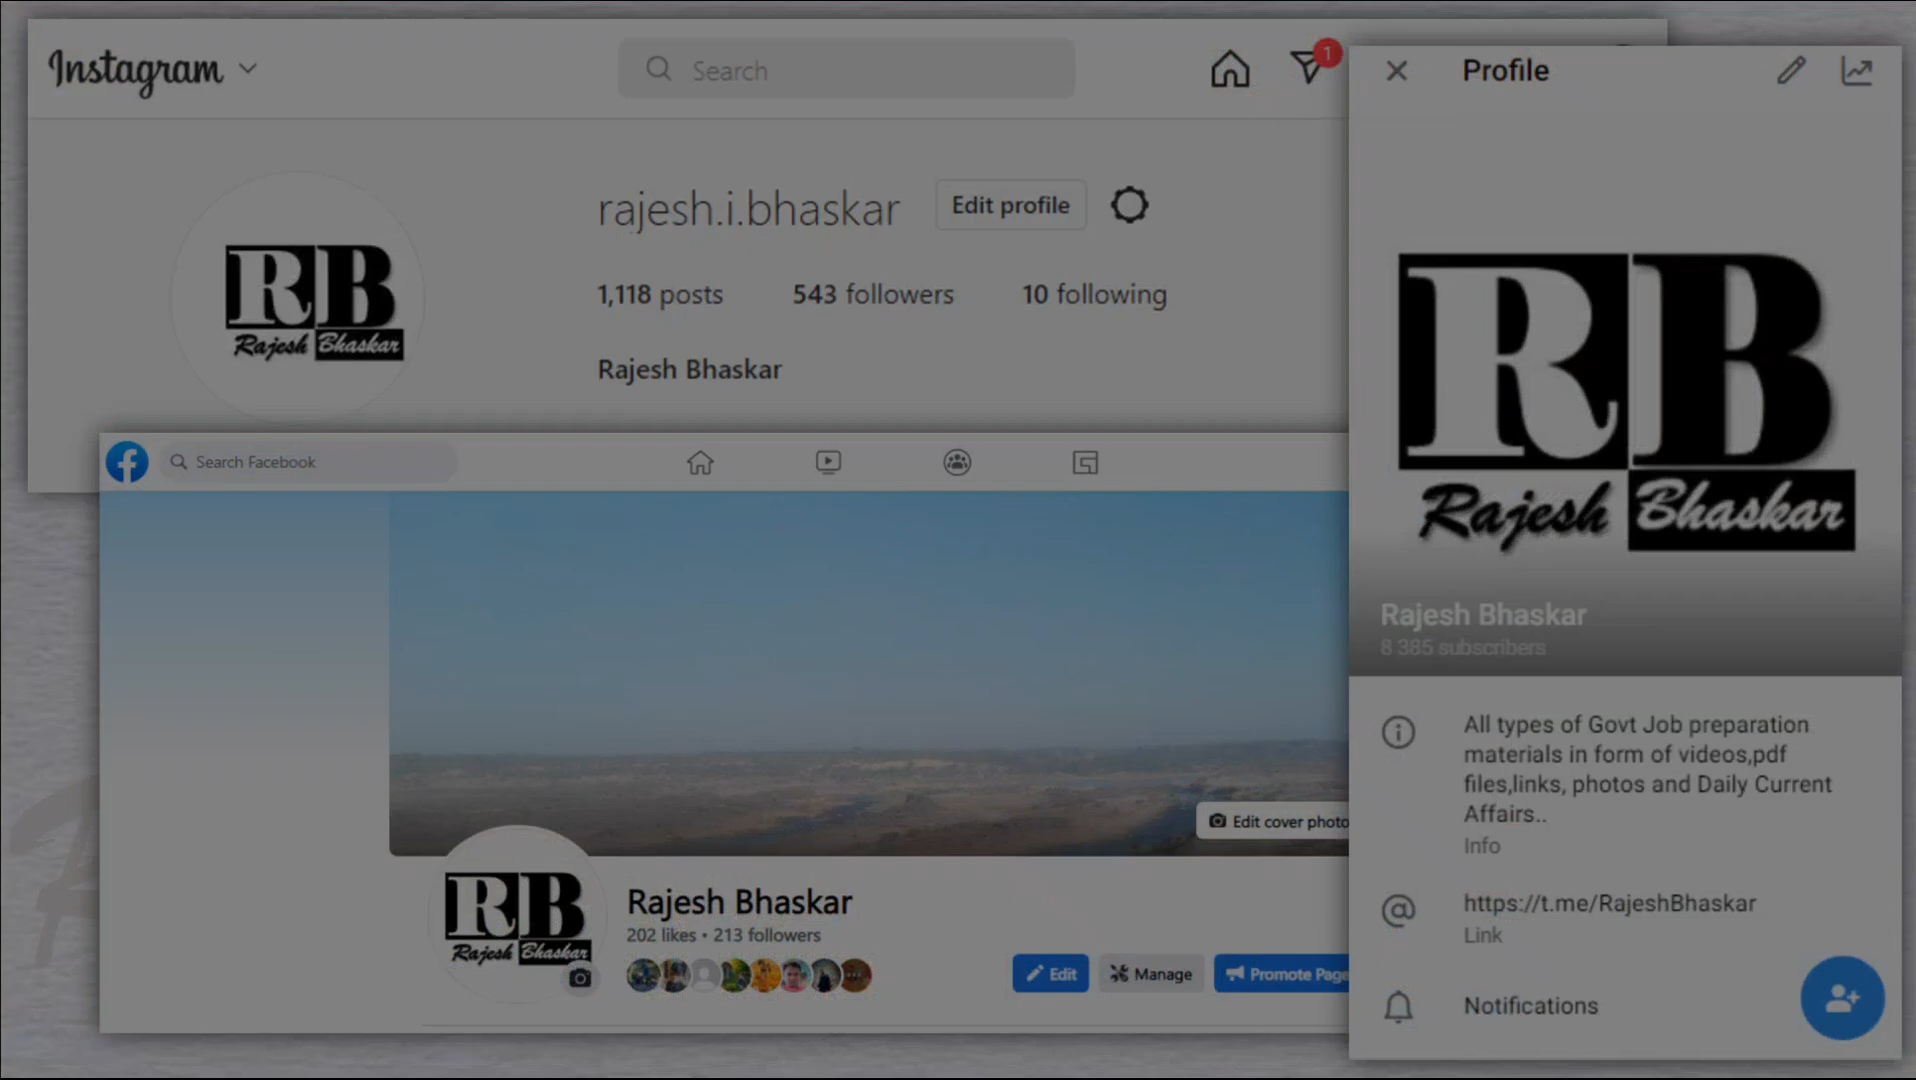 Instagram
Search
1
rajesh.i.bhaskar
Edit profile
1,118 posts
543 followers
10 following
RB
Rajesh Bhaskar
Rajesh Bhaskar
Search Facebook
Edit cover photo
RB
Rajesh Bhaskar
Rajesh Bhaskar
202 likes • 213 followers
Edit
Manage
Promote Page
Profile
RB
Rajesh Bhaskar
Rajesh Bhaskar
8 385 subscribers
All types of Govt Job preparation
materials in form of videos,pdf
files,links, photos and Daily Current
Affairs..
Info
https://t.me/RajeshBhaskar
Link
Notifications